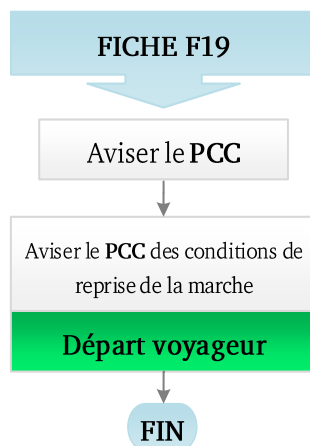 FICHE F19
Aviser le PCC
Aviser le PCC des conditions de
reprise de la marche
Départ voyageur
FIN